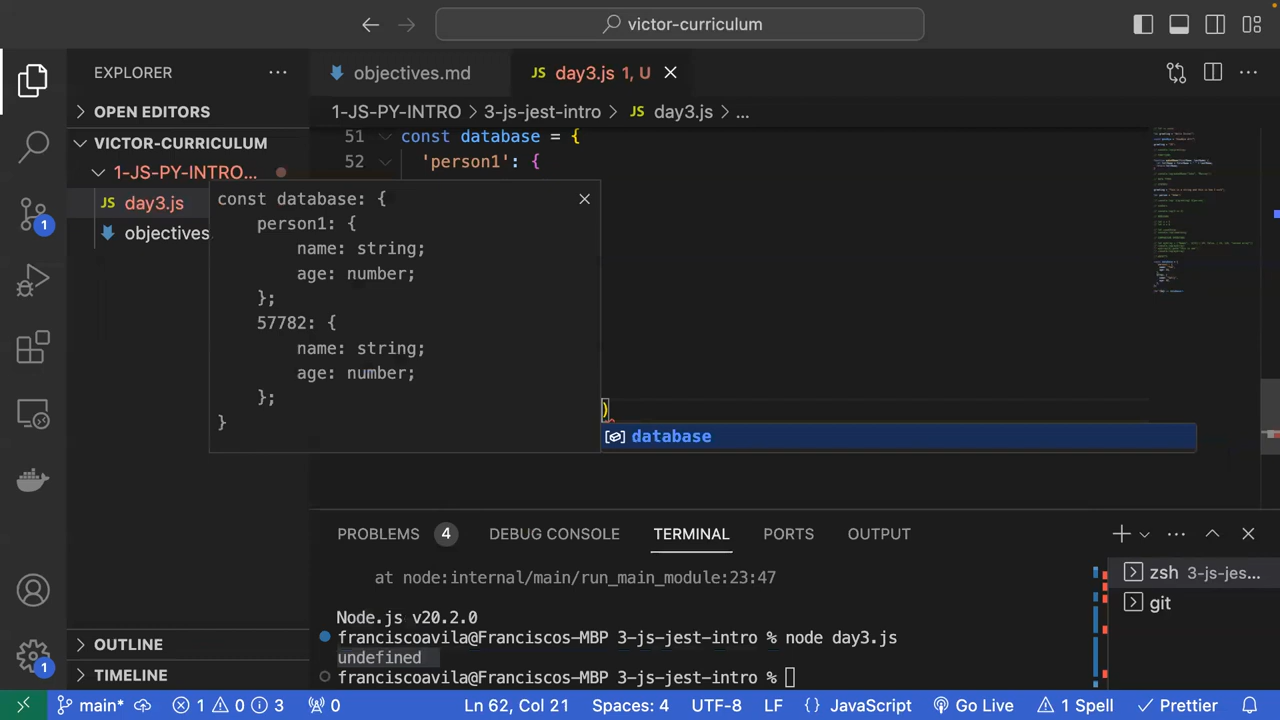 victor-curriculum
EXPLORER
objectives.md
JS day3.js 1, U
OPEN EDITORS
1-JS-PY-INTRO > 3-js-jest-intro > JS day3.js > ...
VICTOR-CURRICULUM
51 const database = {
1-JS-PY-INTRO...
52 'person1': {
JS day3.js
objectives.
const database: {
person1: {
name: string;
age: number;
};
57782: {
name: string;
age: number;
};
}
)
database
1
PROBLEMS 4 DEBUG CONSOLE TERMINAL PORTS OUTPUT
at node:internal/main/run_main_module:23:47
zsh 3-js-jes...
git
Node.js v20.2.0
franciscoavila@Franciscos-MBP 3-js-jest-intro % node day3.js
undefined
franciscoavila@Franciscos-MBP 3-js-jest-intro %
OUTLINE
TIMELINE
1
main* 1 0 3 0 Ln 62, Col 21 Spaces: 4 UTF-8 LF {} JavaScript Go Live 1 Spell Prettier